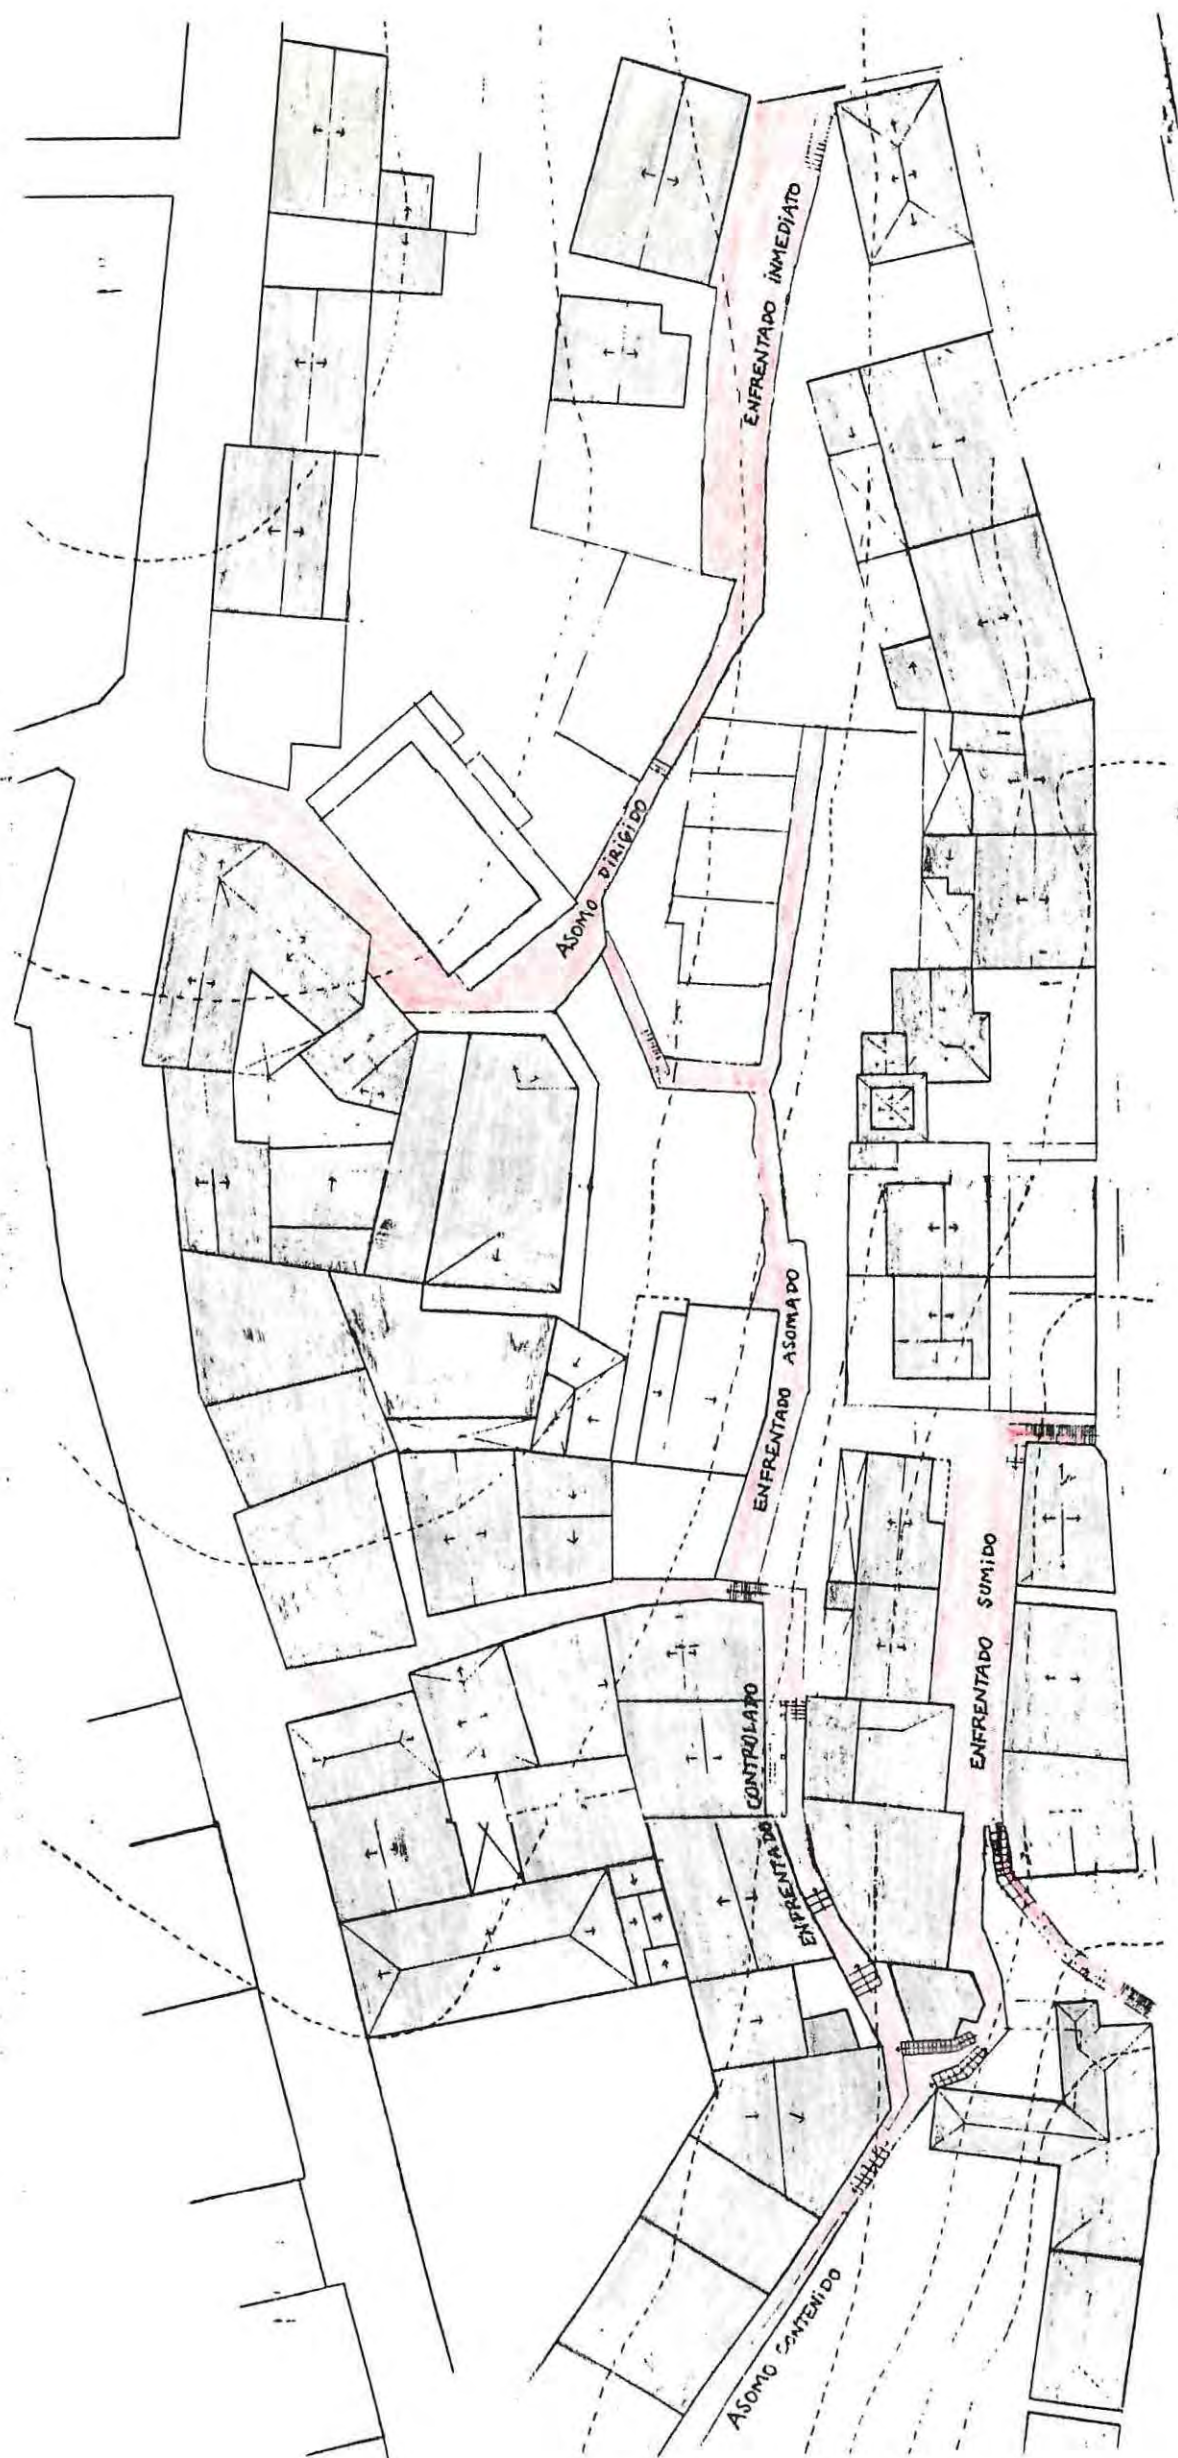 ENFRENTADO INMEDIATO
ASOMO DIRIGIDO
ENFRENTADO ASOMADO
ENFRENTADO SUMIDO
ENFRENTADO CONTROLADO
ASOMO CONTENIDO